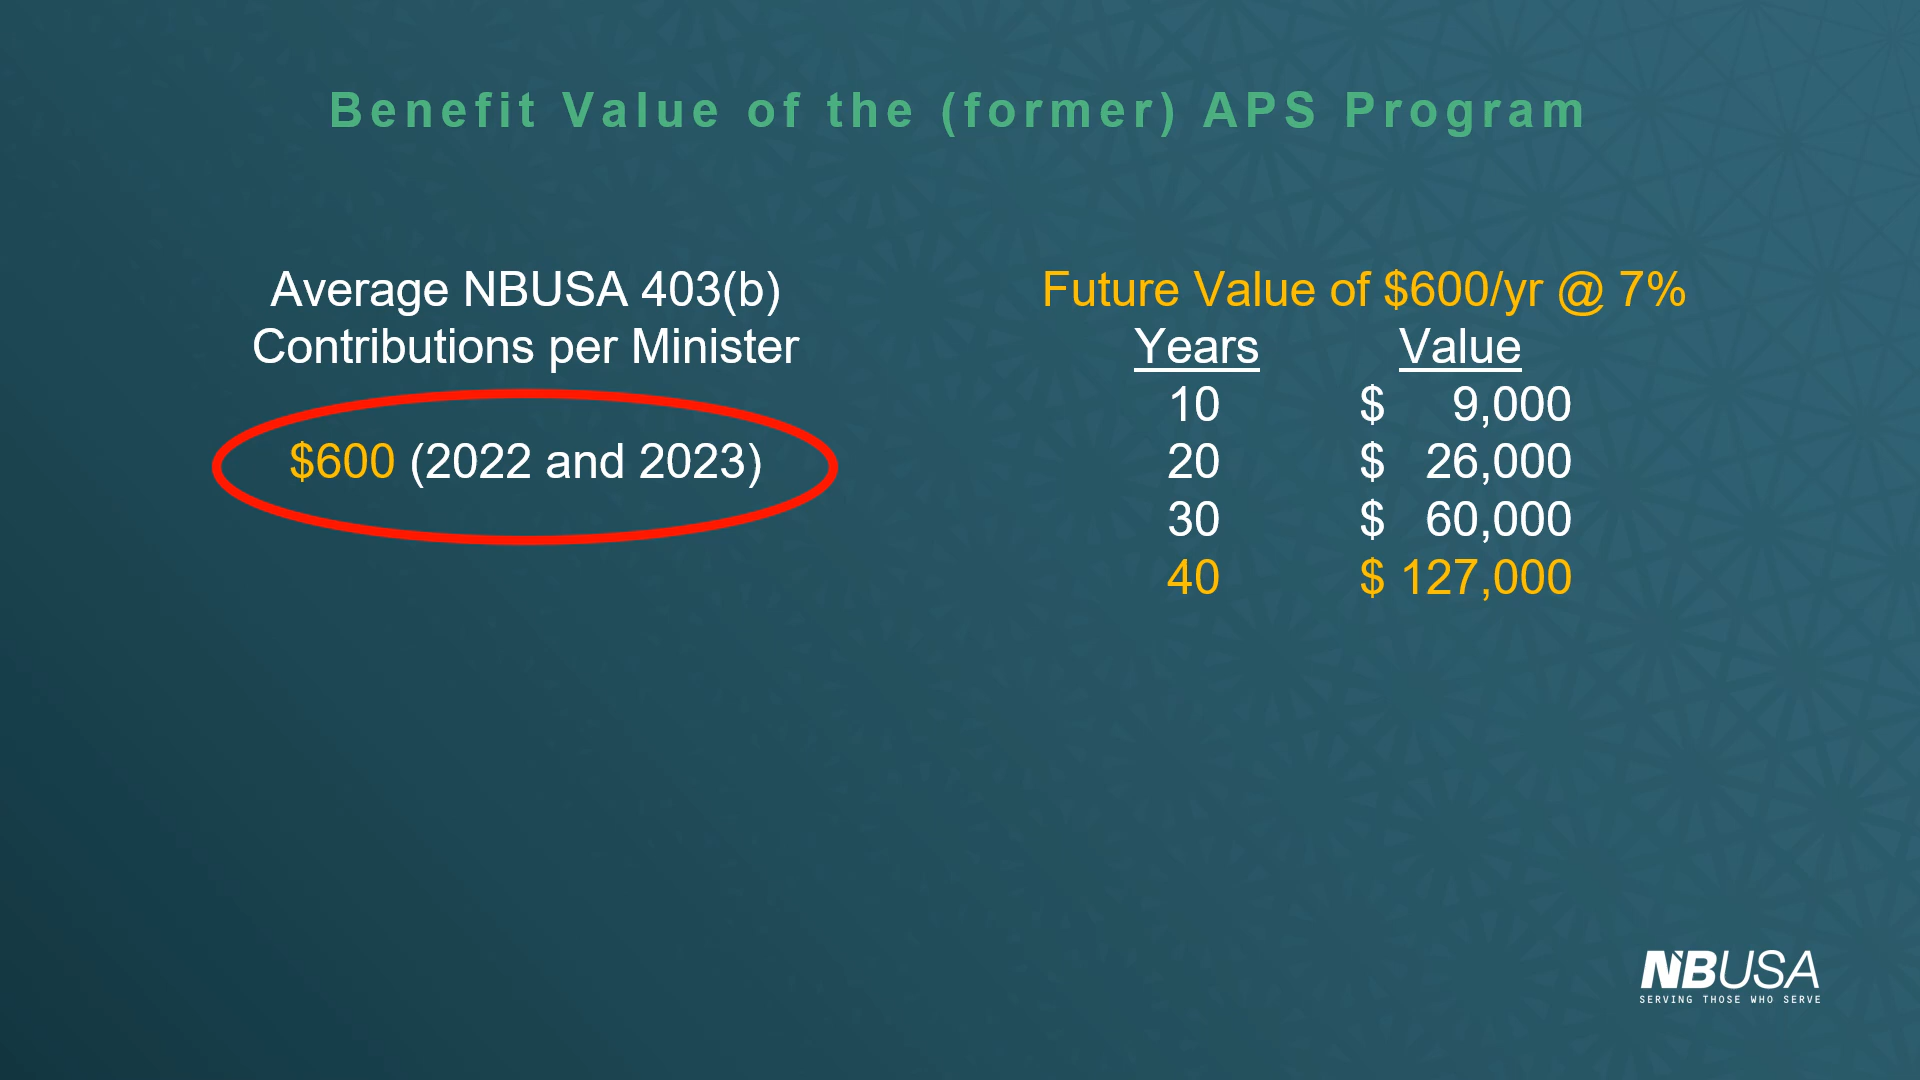 Benefit Value of the (former) APS Program
Average NBUSA 403(b)
Contributions per Minister
$600 (2022 and 2023)
Future Value of $600/yr @ 7%
Years Value
10 $ 9,000
20 $ 26,000
30 $ 60,000
40 $ 127,000
NBUSA
SERVING THOSE WHO SERVE